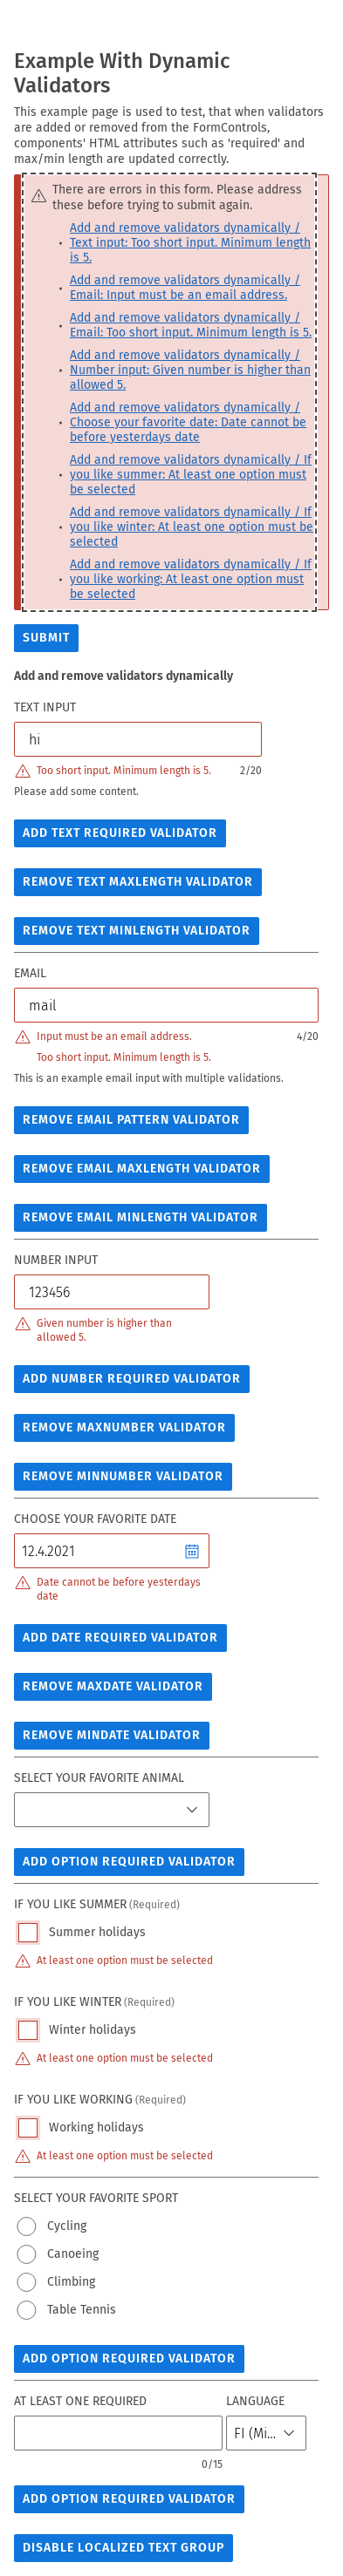 Example With Dynamic
Validators
This example page is used to test, that when validators
are added or removed from the FormControls,
components' HTML attributes such as 'required' and
max/min length are updated correctly.
There are errors in this form. Please address
these before trying to submit again.
Add and remove validators dynamically /
Text input: Too short input. Minimum length
is 5.
Add and remove validators dynamically /
Email: Input must be an email address.
Add and remove validators dynamically /
Email: Too short input. Minimum length is 5.
Add and remove validators dynamically /
Number input: Given number is higher than
allowed 5.
Add and remove validators dynamically /
Choose your favorite date: Date cannot be
before yesterdays date
Add and remove validators dynamically / If
you like summer: At least one option must
be selected
Add and remove validators dynamically / If
you like winter: At least one option must be
selected
Add and remove validators dynamically / If
you like working: At least one option must
be selected
SUBMIT
Add and remove validators dynamically
TEXT INPUT
hi
Too short input. Minimum length is 5. 2/20
Please add some content.
ADD TEXT REQUIRED VALIDATOR
REMOVE TEXT MAXLENGTH VALIDATOR
REMOVE TEXT MINLENGTH VALIDATOR
EMAIL
mail
Input must be an email address. 4/20
Too short input. Minimum length is 5.
This is an example email input with multiple validations.
REMOVE EMAIL PATTERN VALIDATOR
REMOVE EMAIL MAXLENGTH VALIDATOR
REMOVE EMAIL MINLENGTH VALIDATOR
NUMBER INPUT
123456
Given number is higher than
allowed 5.
ADD NUMBER REQUIRED VALIDATOR
REMOVE MAXNUMBER VALIDATOR
REMOVE MINNUMBER VALIDATOR
CHOOSE YOUR FAVORITE DATE
12.4.2021
Date cannot be before yesterdays
date
ADD DATE REQUIRED VALIDATOR
REMOVE MAXDATE VALIDATOR
REMOVE MINDATE VALIDATOR
SELECT YOUR FAVORITE ANIMAL
ADD OPTION REQUIRED VALIDATOR
IF YOU LIKE SUMMER (Required)
Summer holidays
At least one option must be selected
IF YOU LIKE WINTER (Required)
Winter holidays
At least one option must be selected
IF YOU LIKE WORKING (Required)
Working holidays
At least one option must be selected
SELECT YOUR FAVORITE SPORT
Cycling
Canoeing
Climbing
Table Tennis
ADD OPTION REQUIRED VALIDATOR
AT LEAST ONE REQUIRED LANGUAGE
FI (Mi...
0/15
ADD OPTION REQUIRED VALIDATOR
DISABLE LOCALIZED TEXT GROUP